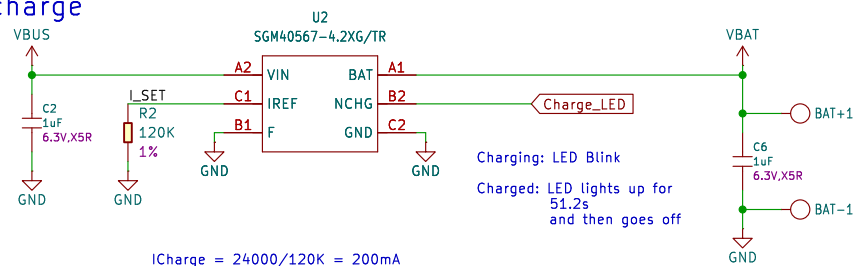 charge
U2
SGM40567-4.2XG/TR
VBUS
VBAT
A2 VIN BAT A1
I_SET C1 IREF NCHG B2 Charge_LED
B1 F GND C2
C2
1uF
6.3V,X5R
R2
120K
1%
GND
GND
GND
GND
BAT+1
C6
1uF
6.3V,X5R
BAT-1
GND
Charging: LED Blink
Charged: LED lights up for
51.2s
and then goes off
ICharge = 24000/120K = 200mA